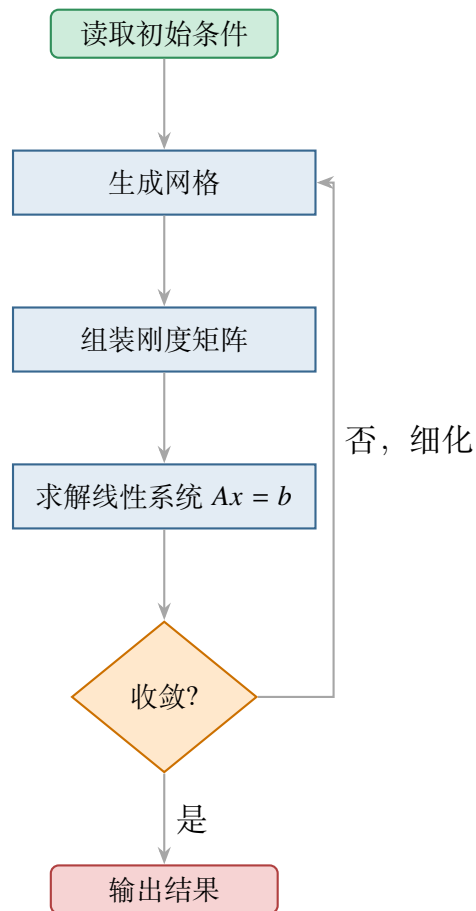 读取初始条件
生成网格
组装刚度矩阵
否，细化
求解线性系统 Ax = b
收敛?
是
输出结果